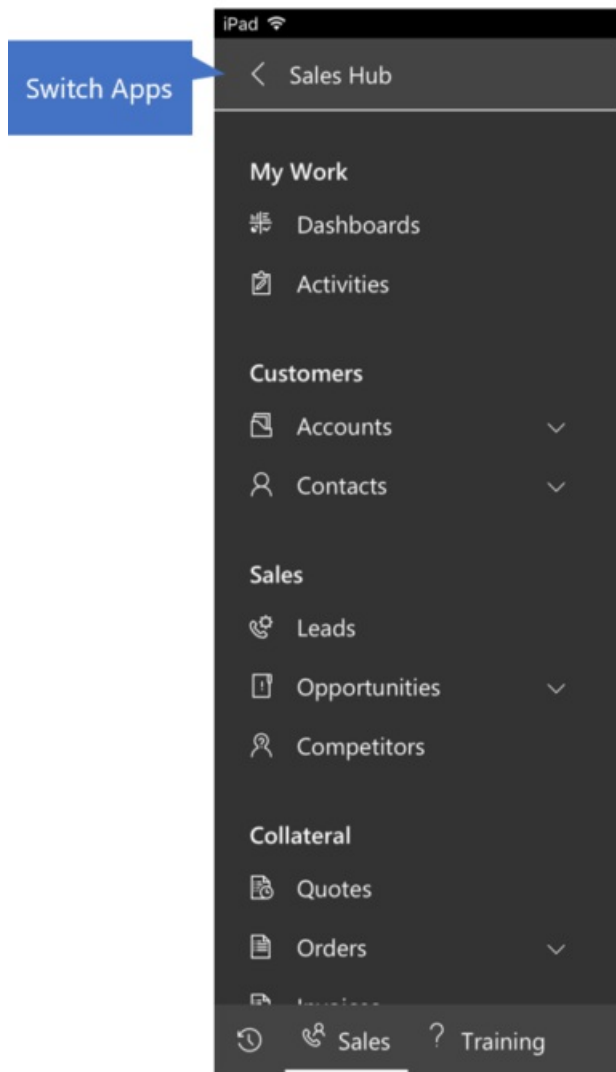 iPad
Switch Apps
Sales Hub
My Work
Dashboards
Activities
Customers
Accounts
Contacts
Sales
Leads
Opportunities
Competitors
Collateral
Quotes
Orders
Sales
? Training